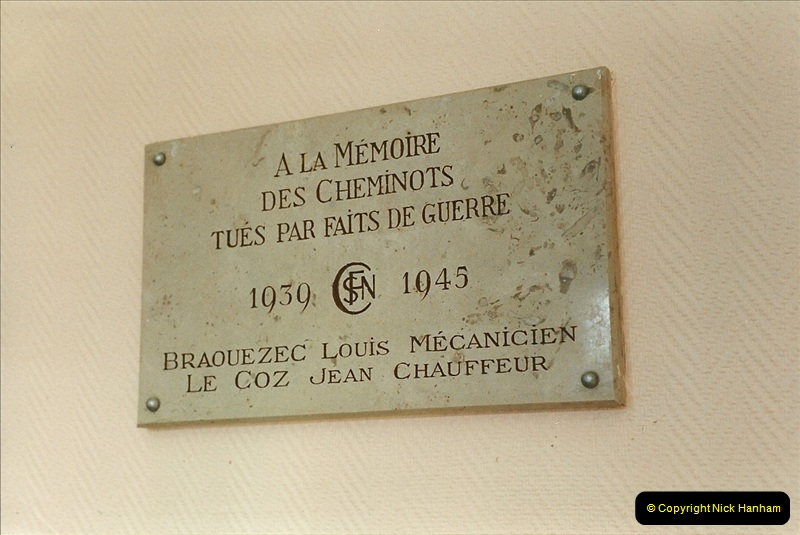 A LA MÉMOIRE
DES CHEMINOTS
TUÉS PAR FAITS DE GUERRE
1939 SNCF 1945
BRAOUEZEC LOUIS MÉCANICIEN
LE COZ JEAN CHAUFFEUR
© Copyright Nick Hanham